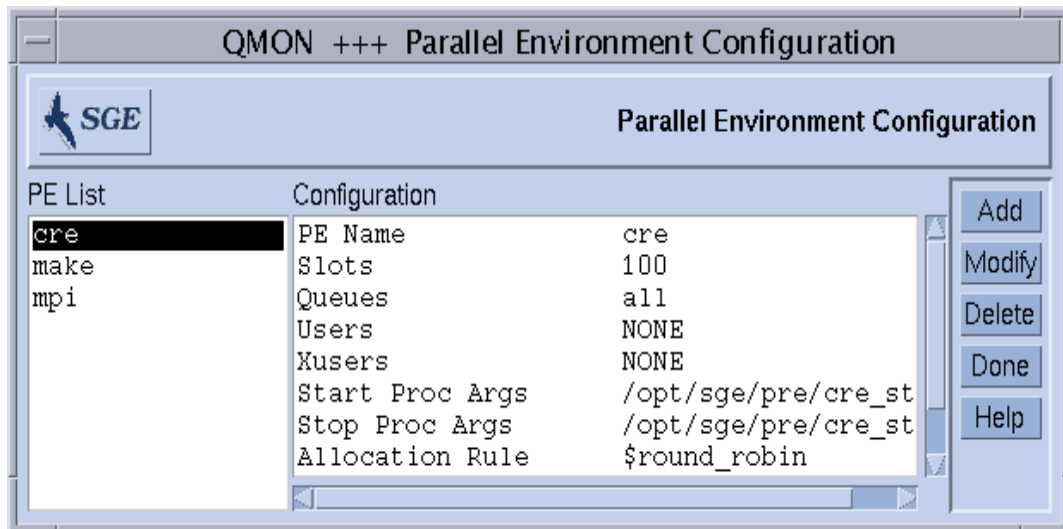 QMON +++ Parallel Environment Configuration
SGE
Parallel Environment Configuration
PE List
cre
make
mpi
Configuration
PE Name cre
Slots 100
Queues all
Users NONE
Xusers NONE
Start Proc Args /opt/sge/pre/cre_st
Stop Proc Args /opt/sge/pre/cre_st
Allocation Rule $round_robin
Add
Modify
Delete
Done
Help